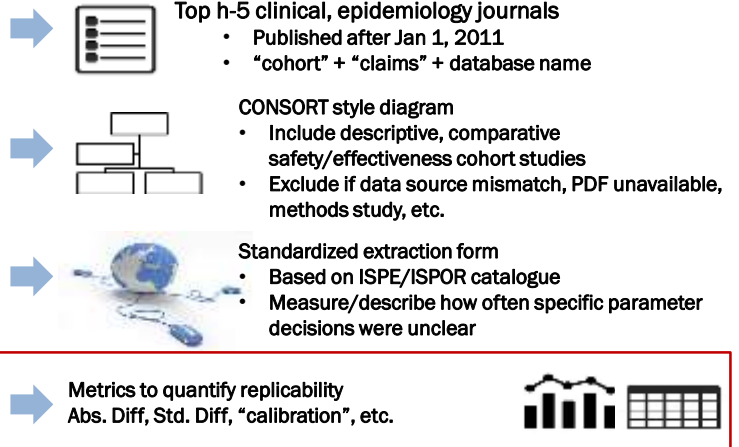 Top h-5 clinical, epidemiology journals
• Published after Jan 1, 2011
• “cohort” + “claims” + database name
CONSORT style diagram
• Include descriptive, comparative
safety/effectiveness cohort studies
• Exclude if data source mismatch, PDF unavailable,
methods study, etc.
Standardized extraction form
• Based on ISPE/ISPOR catalogue
• Measure/describe how often specific parameter
decisions were unclear
Metrics to quantify replicability
Abs. Diff, Std. Diff, “calibration”, etc.